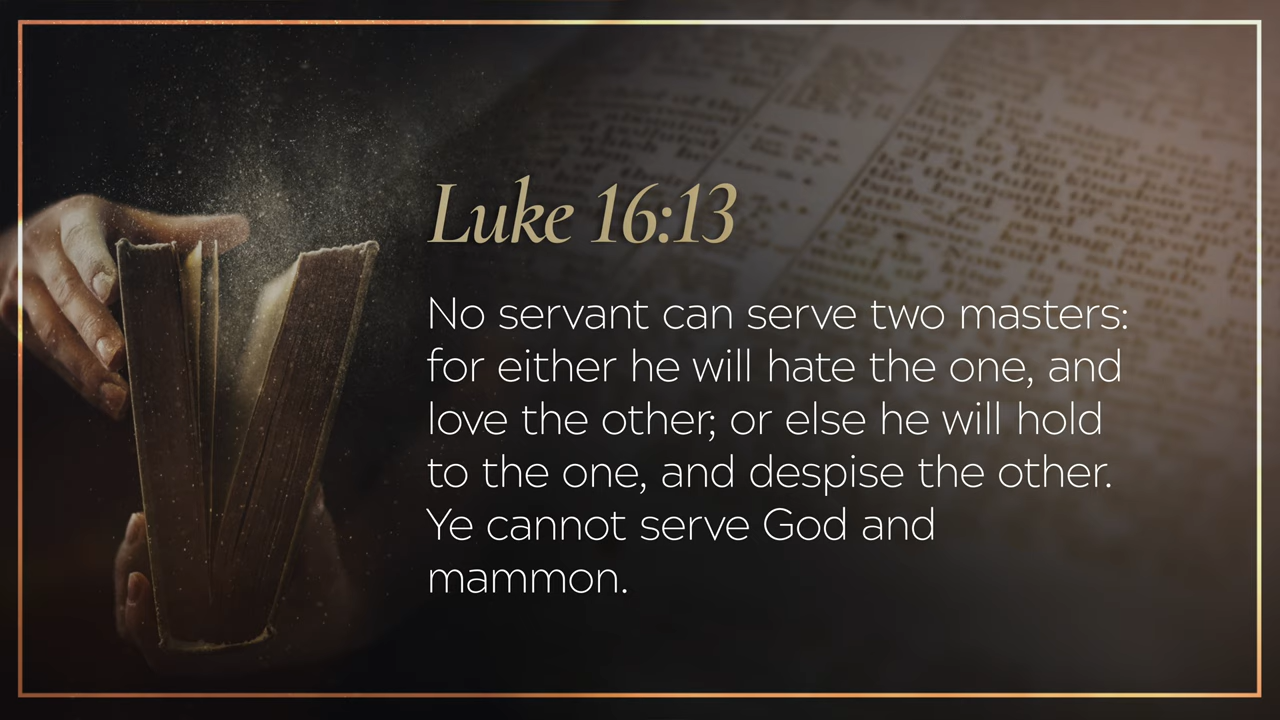 Luke 16:13
No servant can serve two masters:
for either he will hate the one, and
love the other; or else he will hold
to the one, and despise the other.
Ye cannot serve God and
mammon.